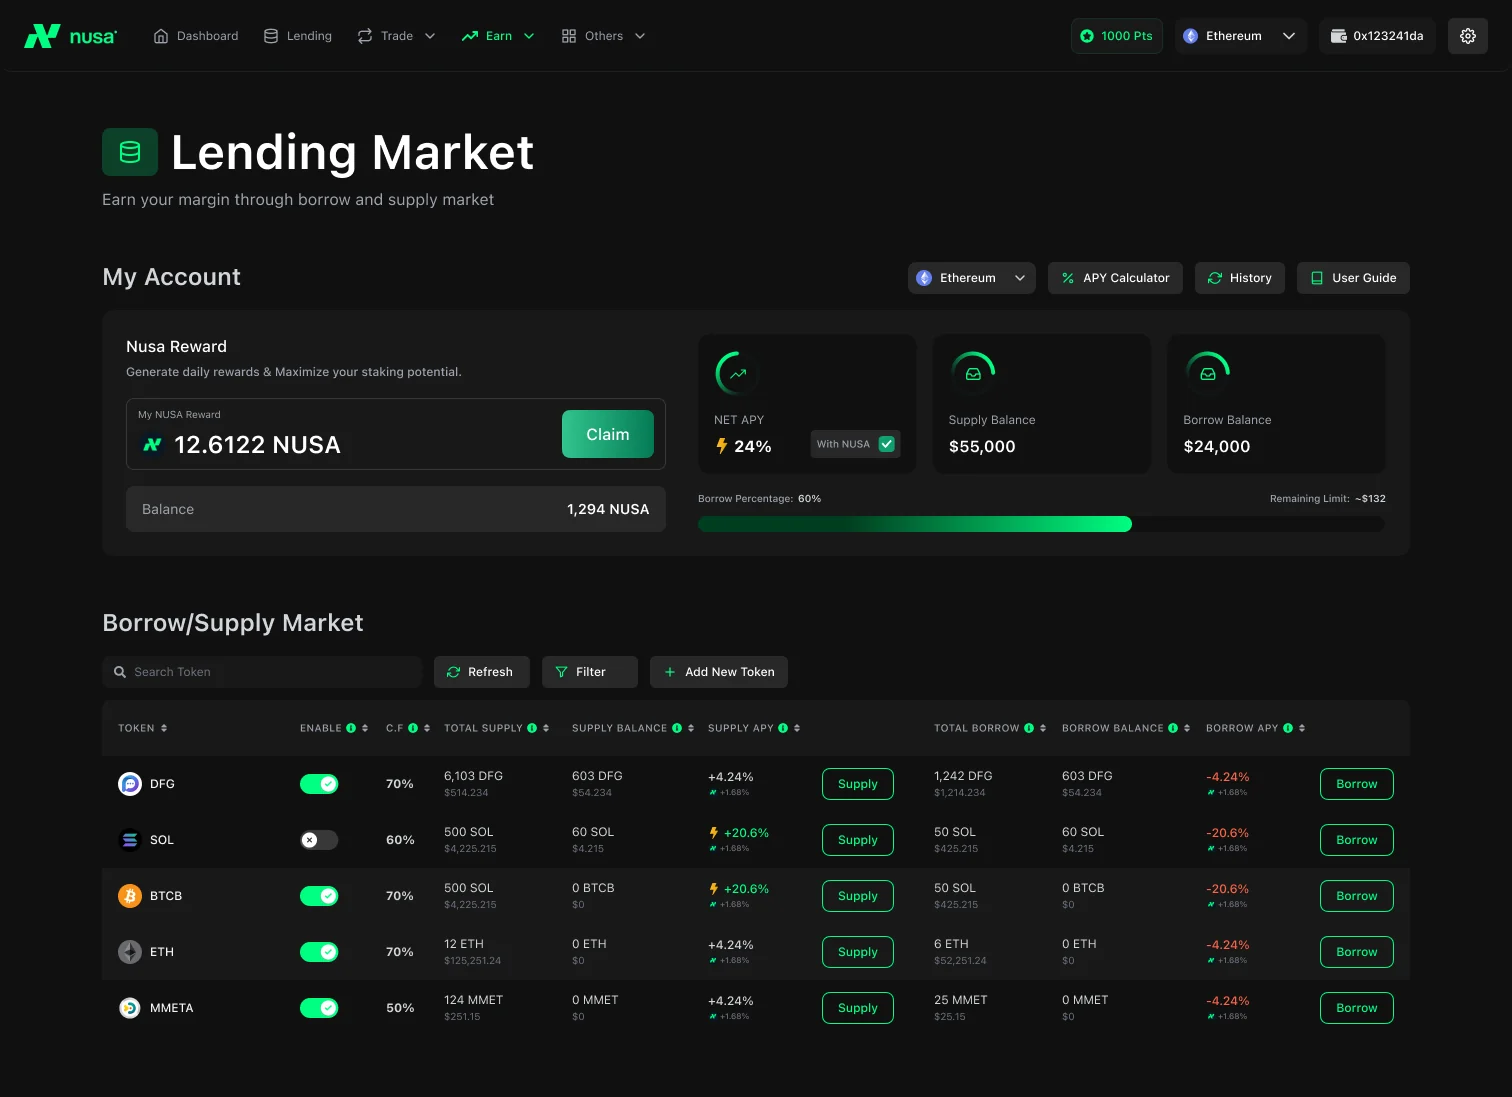 nusa
Dashboard
Lending
Trade
Earn
Others
1000 Pts
Ethereum
0x123241da
Lending Market
Earn your margin through borrow and supply market
My Account
Ethereum
APY Calculator
History
User Guide
Nusa Reward
Generate daily rewards & Maximize your staking potential.
My NUSA Reward
12.6122 NUSA
Claim
Balance
1,294 NUSA
NET APY
24%
With NUSA
Supply Balance
$55,000
Borrow Balance
$24,000
Borrow Percentage: 60%
Remaining Limit: ~$132
Borrow/Supply Market
Search Token
Refresh
Filter
Add New Token
TOKEN ENABLE C.F TOTAL SUPPLY SUPPLY BALANCE SUPPLY APY TOTAL BORROW BORROW BALANCE BORROW APY
DFG 70% 6,103 DFG 603 DFG +4.24% Supply 1,242 DFG 603 DFG -4.24% Borrow
$514.234 $54.234 +1.68% $1,214.234 $54.234 +1.68%
SOL 60% 500 SOL 60 SOL +20.6% Supply 50 SOL 60 SOL -20.6% Borrow
$4,225.215 $4.215 +1.68% $425.215 $4.215 +1.68%
BTCB 70% 500 SOL 0 BTCB +20.6% Supply 50 SOL 0 BTCB -20.6% Borrow
$4,225.215 $0 +1.68% $425.215 $0 +1.68%
ETH 70% 12 ETH 0 ETH +4.24% Supply 6 ETH 0 ETH -4.24% Borrow
$125,251.24 $0 +1.68% $52,251.24 $0 +1.68%
MMETA 50% 124 MMET 0 MMET +4.24% Supply 25 MMET 0 MMET -4.24% Borrow
$251.15 $0 +1.68% $25.15 $0 +1.68%